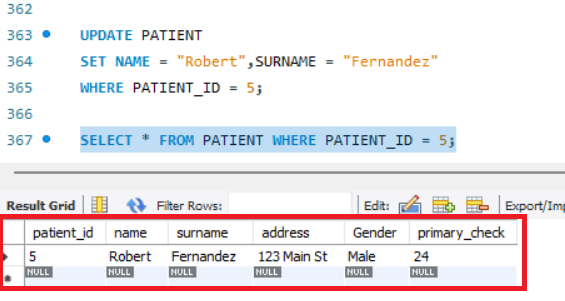 362
363 UPDATE PATIENT
364 SET NAME = "Robert",SURNAME = "Fernandez"
365 WHERE PATIENT_ID = 5;
366
367 SELECT * FROM PATIENT WHERE PATIENT_ID = 5;
Result Grid Filter Rows: Edit: Export/Imp
patient_id name surname address Gender primary_check
5 Robert Fernandez 123 Main St Male 24
NULL NULL NULL NULL NULL NULL